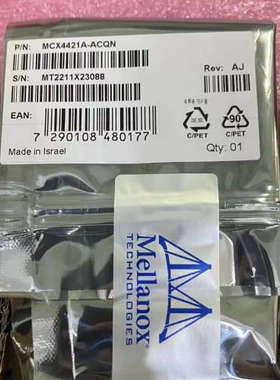 P/N: MCX4421A-ACQN
S/N: MT2211X23088
Rev: AJ
EAN:
7 290108 480177
C/PET
90
C/PET
Made in Israel
Qty: 01
Mellanox
TECHNOLOGIES